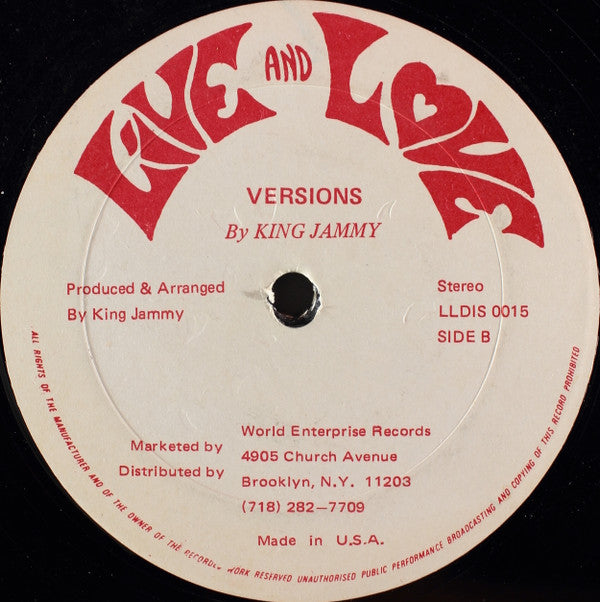 LIVE AND LOVE
VERSIONS
By KING JAMMY
Produced & Arranged
By King Jammy
Stereo
LLDIS 0015
SIDE B
Marketed by
Distributed by
World Enterprise Records
4905 Church Avenue
Brooklyn, N.Y. 11203
(718) 282–7709
Made in U.S.A.
ALL RIGHTS OF THE MANUFACTURER AND OF THE OWNER OF THE RECORDED WORK RESERVED UNAUTHORISED PUBLIC PERFORMANCE BROADCASTING AND COPYING OF THIS RECORD PROHIBITED